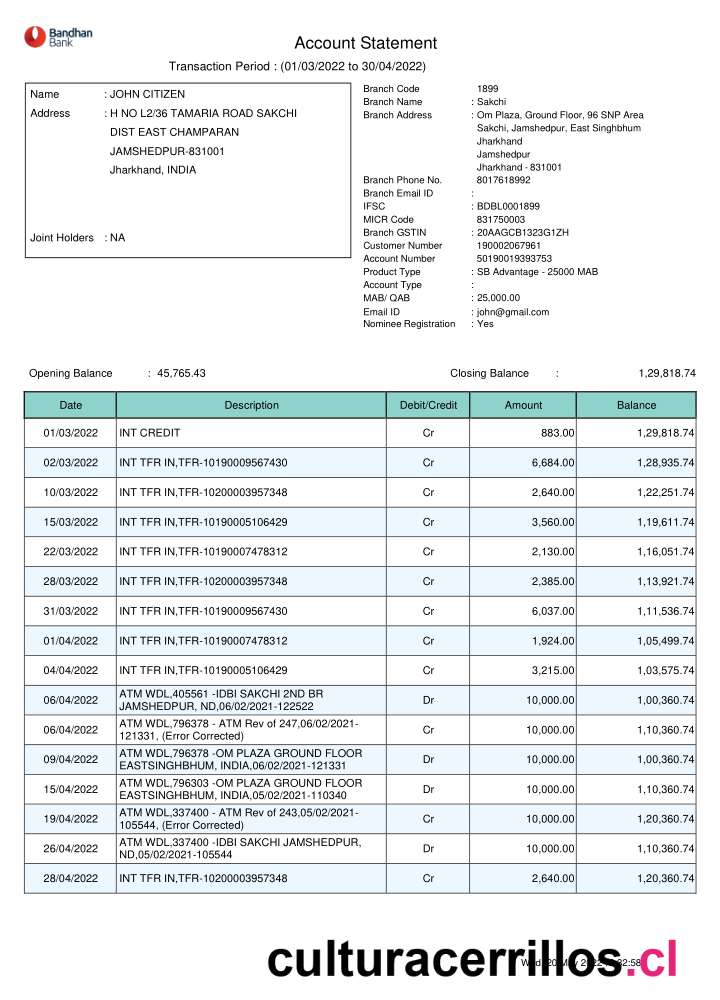 Bandhan
Bank
Account Statement
Transaction Period : (01/03/2022 to 30/04/2022)
Name : JOHN CITIZEN
Address : H NO L2/36 TAMARIA ROAD SAKCHI
DIST EAST CHAMPARAN
JAMSHEDPUR-831001
Jharkhand, INDIA
Joint Holders : NA
Branch Code 1899
Branch Name : Sakchi
Branch Address : Om Plaza, Ground Floor, 96 SNP Area
Sakchi, Jamshedpur, East Singhbhum
Jharkhand
Jamshedpur
Jharkhand - 831001
Branch Phone No. 8017618992
Branch Email ID :
IFSC : BDBL0001899
MICR Code 831750003
Branch GSTIN : 20AAGCB1323G1ZH
Customer Number 190002067961
Account Number 50190019393753
Product Type : SB Advantage - 25000 MAB
Account Type :
MAB/ QAB : 25,000.00
Email ID : john@gmail.com
Nominee Registration : Yes
Opening Balance : 45,765.43 Closing Balance : 1,29,818.74
Date Description Debit/Credit Amount Balance
01/03/2022 INT CREDIT Cr 883.00 1,29,818.74
02/03/2022 INT TFR IN,TFR-10190009567430 Cr 6,684.00 1,28,935.74
10/03/2022 INT TFR IN,TFR-10200003957348 Cr 2,640.00 1,22,251.74
15/03/2022 INT TFR IN,TFR-10190005106429 Cr 3,560.00 1,19,611.74
22/03/2022 INT TFR IN,TFR-10190007478312 Cr 2,130.00 1,16,051.74
28/03/2022 INT TFR IN,TFR-10200003957348 Cr 2,385.00 1,13,921.74
31/03/2022 INT TFR IN,TFR-10190009567430 Cr 6,037.00 1,11,536.74
01/04/2022 INT TFR IN,TFR-10190007478312 Cr 1,924.00 1,05,499.74
04/04/2022 INT TFR IN,TFR-10190005106429 Cr 3,215.00 1,03,575.74
06/04/2022 ATM WDL,405561 -IDBI SAKCHI 2ND BR
JAMSHEDPUR, ND,06/02/2021-122522 Dr 10,000.00 1,00,360.74
06/04/2022 ATM WDL,796378 - ATM Rev of 247,06/02/2021-
121331, (Error Corrected) Cr 10,000.00 1,10,360.74
09/04/2022 ATM WDL,796378 -OM PLAZA GROUND FLOOR
EASTSINGHBHUM, INDIA,06/02/2021-121331 Dr 10,000.00 1,00,360.74
15/04/2022 ATM WDL,796303 -OM PLAZA GROUND FLOOR
EASTSINGHBHUM, INDIA,05/02/2021-110340 Dr 10,000.00 1,10,360.74
19/04/2022 ATM WDL,337400 - ATM Rev of 243,05/02/2021-
105544, (Error Corrected) Cr 10,000.00 1,20,360.74
26/04/2022 ATM WDL,337400 -IDBI SAKCHI JAMSHEDPUR,
ND,05/02/2021-105544 Dr 10,000.00 1,10,360.74
28/04/2022 INT TFR IN,TFR-10200003957348 Cr 2,640.00 1,20,360.74
culturacerrillos.cl